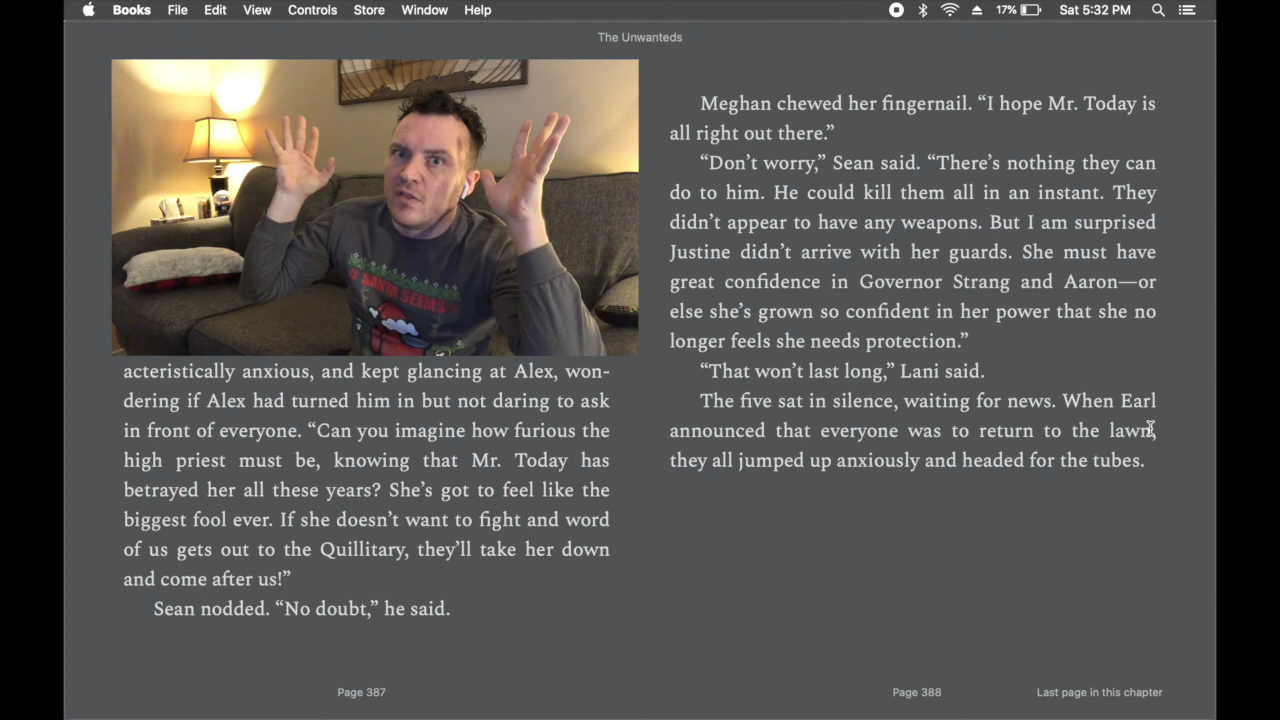 Books File Edit View Controls Store Window Help 17% Sat 5:32 PM
The Unwanteds
SANTA SEEMS
acteristically anxious, and kept glancing at Alex, won-
dering if Alex had turned him in but not daring to ask
in front of everyone. “Can you imagine how furious the
high priest must be, knowing that Mr. Today has
betrayed her all these years? She’s got to feel like the
biggest fool ever. If she doesn’t want to fight and word
of us gets out to the Quillitary, they’ll take her down
and come after us!”
Sean nodded. “No doubt,” he said.
Page 387
Meghan chewed her fingernail. “I hope Mr. Today is
all right out there.”
“Don’t worry,” Sean said. “There’s nothing they can
do to him. He could kill them all in an instant. They
didn’t appear to have any weapons. But I am surprised
Justine didn’t arrive with her guards. She must have
great confidence in Governor Strang and Aaron—or
else she’s grown so confident in her power that she no
longer feels she needs protection.”
“That won’t last long,” Lani said.
The five sat in silence, waiting for news. When Earl
announced that everyone was to return to the lawn,
they all jumped up anxiously and headed for the tubes.
Page 388
Last page in this chapter